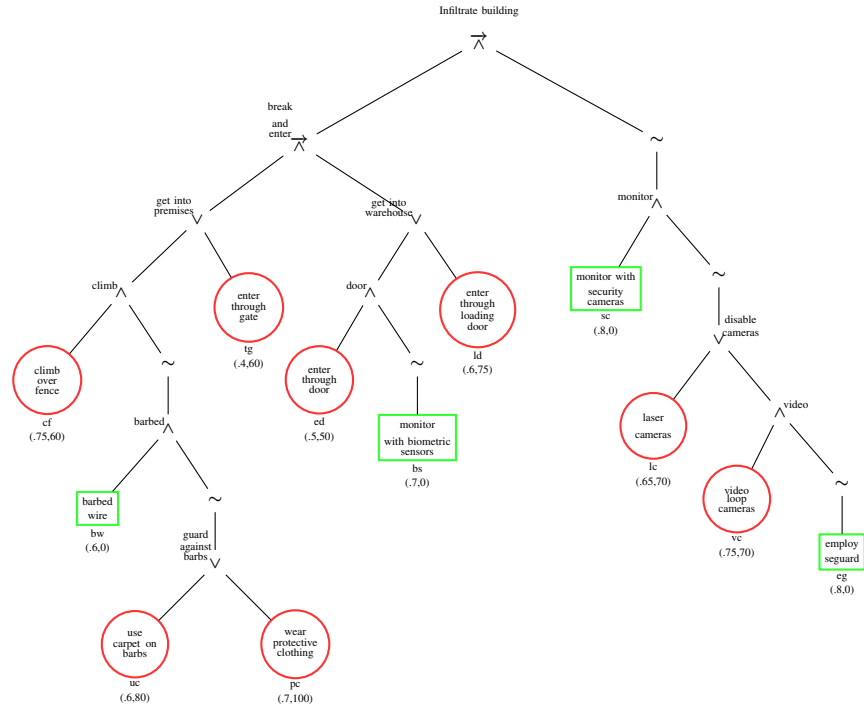 Infiltrate building
→
∧
break
and
enter
→
∧
~
get into
premises
∨
get into
warehouse
∨
monitor
∧
climb
∧
enter
through
gate
tg
(.4,60)
door
∧
enter
through
loading
door
ld
(.6,75)
monitor with
security
cameras
sc
(.8,0)
~
disable
cameras
∨
climb
over
fence
cf
(.75,60)
~
enter
through
door
ed
(.5,50)
~
barbed
∧
monitor
with biometric
sensors
bs
(.7,0)
laser
cameras
lc
(.65,70)
video
∧
barbed
wire
bw
(.6,0)
~
video
loop
cameras
vc
(.75,70)
~
guard
against
barbs
∨
employ
seguard
eg
(.8,0)
use
carpet on
barbs
uc
(.6,80)
wear
protective
clothing
pc
(.7,100)